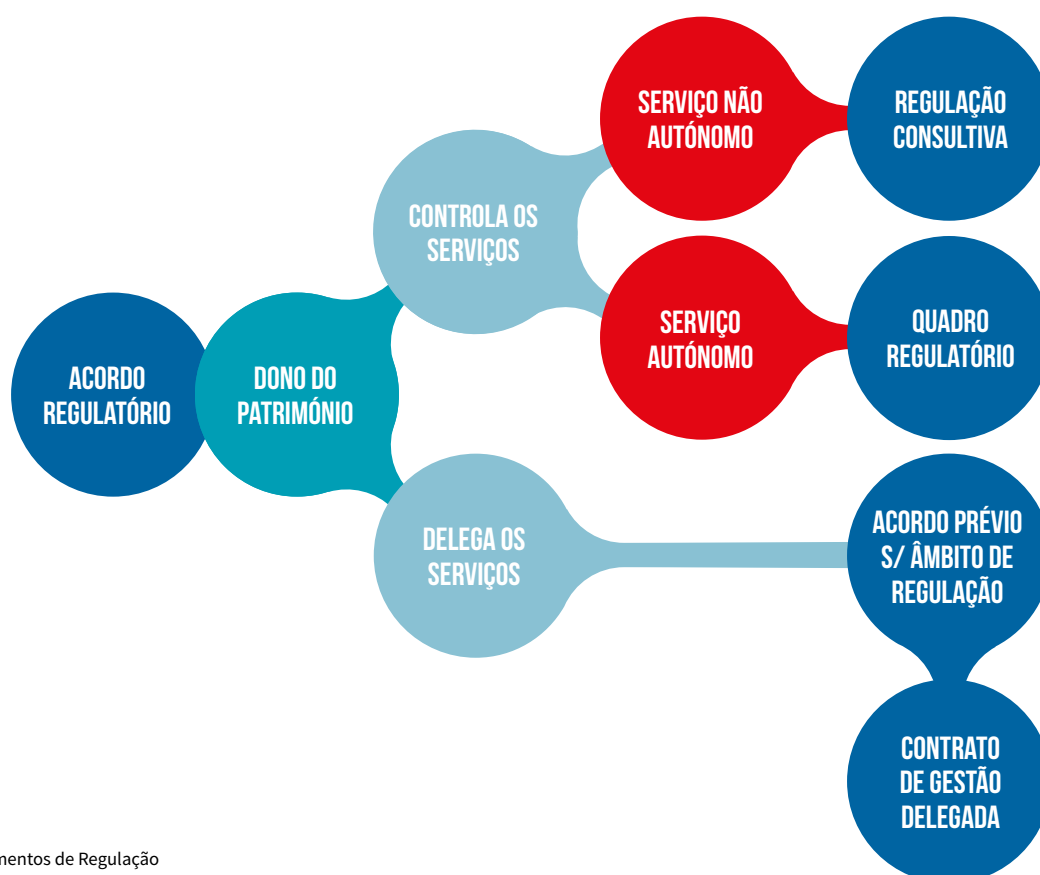 SERVIÇO NÃO
AUTÓNOMO
REGULAÇÃO
CONSULTIVA
CONTROLA OS
SERVIÇOS
SERVIÇO
AUTÓNOMO
QUADRO
REGULATÓRIO
ACORDO
REGULATÓRIO
DONO DO
PATRIMÓNIO
DELEGA OS
SERVIÇOS
ACORDO PRÉVIO
S/ ÂMBITO DE
REGULAÇÃO
CONTRATO
DE GESTÃO
DELEGADA
de Regulação